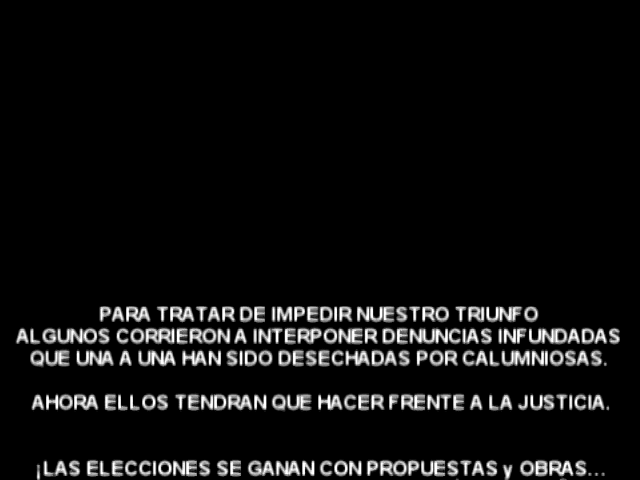 PARA TRATAR DE IMPEDIR NUESTRO TRIUNFO
ALGUNOS CORRIERON A INTERPONER DENUNCIAS INFUNDADAS
QUE UNA A UNA HAN SIDO DESECHADAS POR CALUMNIOSAS.
AHORA ELLOS TENDRAN QUE HACER FRENTE A LA JUSTICIA.
¡LAS ELECCIONES SE GANAN CON PROPUESTAS y OBRAS...